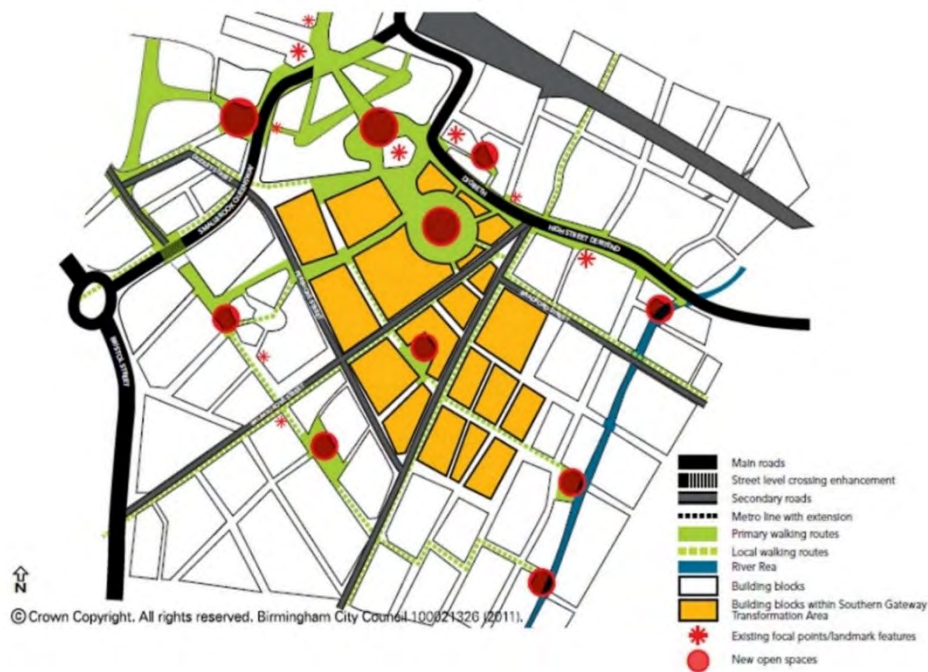 SMALLBROOK QUEENSWAY
DIGBETH
HIGH STREET DERITEND
BRADFORD STREET
BRISTOL STREET
Main roads
Street level crossing enhancement
Secondary roads
Metro line with extension
Primary walking routes
Local walking routes
River Rea
Building blocks
Building blocks within Southern Gateway
Transformation Area
Existing focal points/landmark features
New open spaces
N
© Crown Copyright. All rights reserved. Birmingham City Council 100021326 (2011).